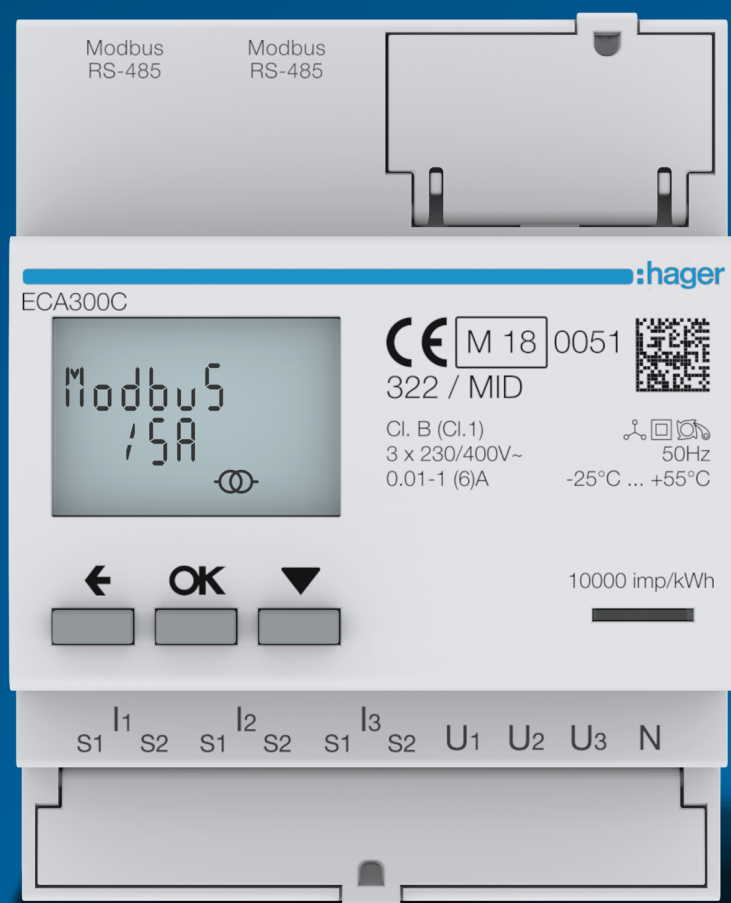 Modbus
RS-485
Modbus
RS-485
:hager
ECA300C
CE M 18 0051
322 / MID
Cl. B (Cl.1)
3 x 230/400V~
0.01-1 (6)A
50Hz
-25°C ... +55°C
ModbuS
15A
OK
10000 imp/kWh
I1
S1 S2
I2
S1 S2
I3
S1 S2
U1 U2 U3 N